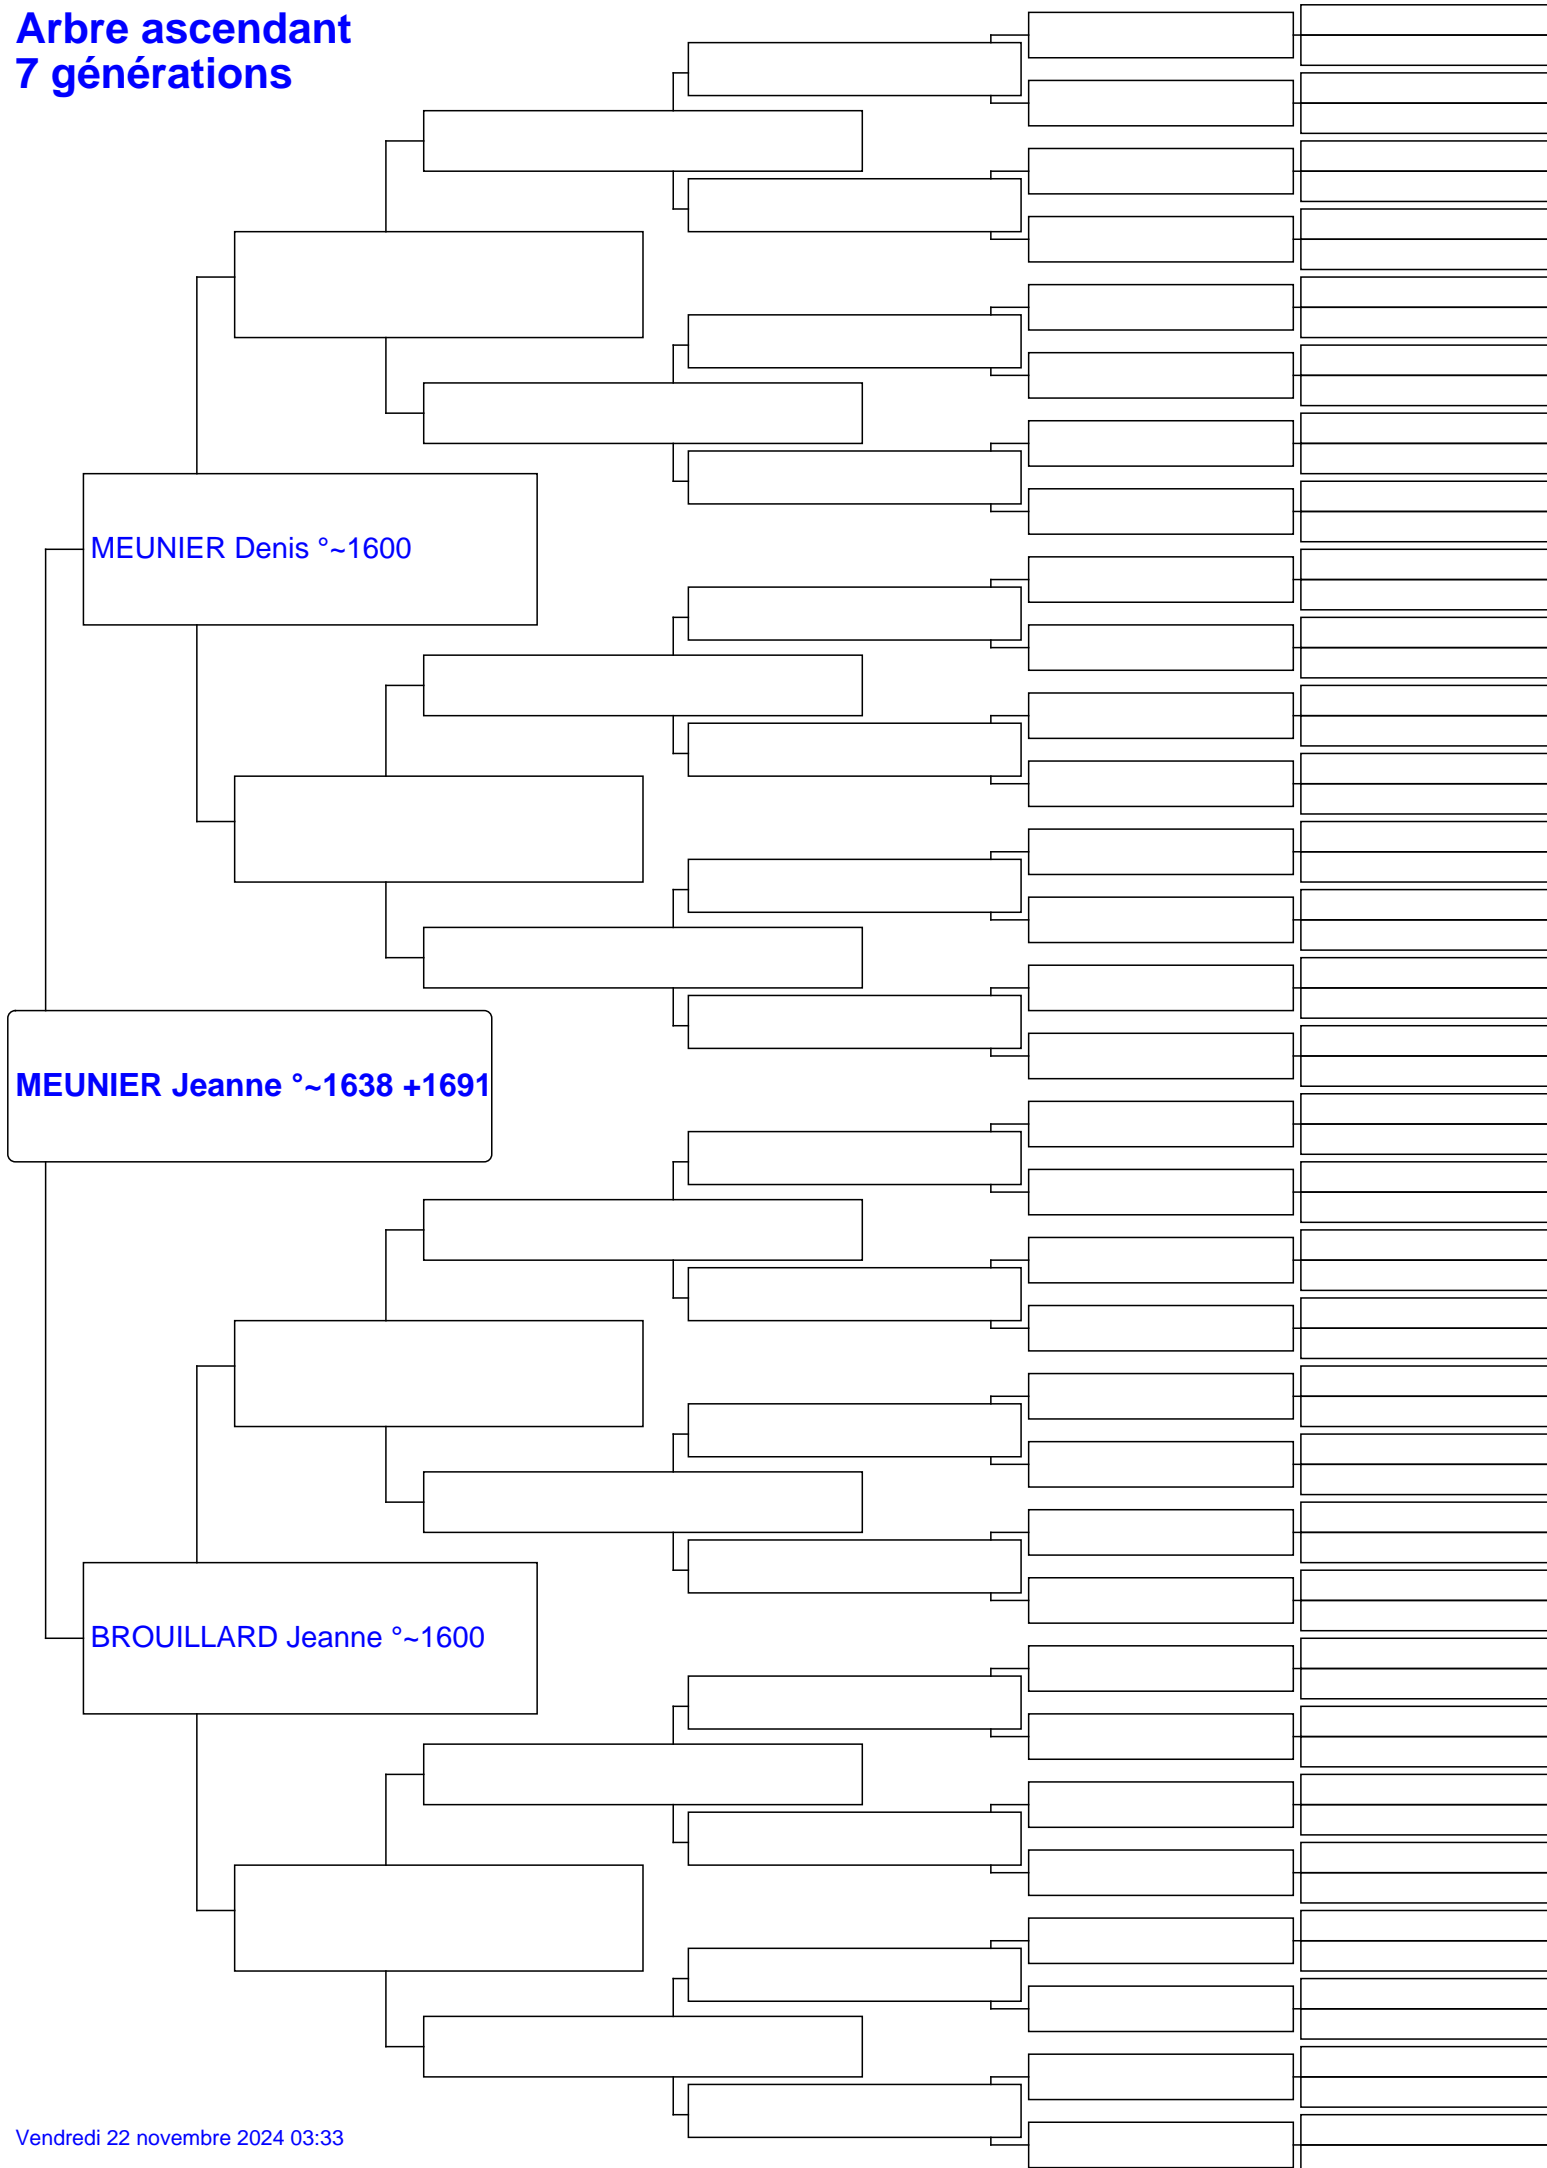 Arbre ascendant
7 générations
MEUNIER Denis °~1600
MEUNIER Jeanne °~1638 +1691
BROUILLARD Jeanne °~1600
Vendredi 22 novembre 2024 03:33